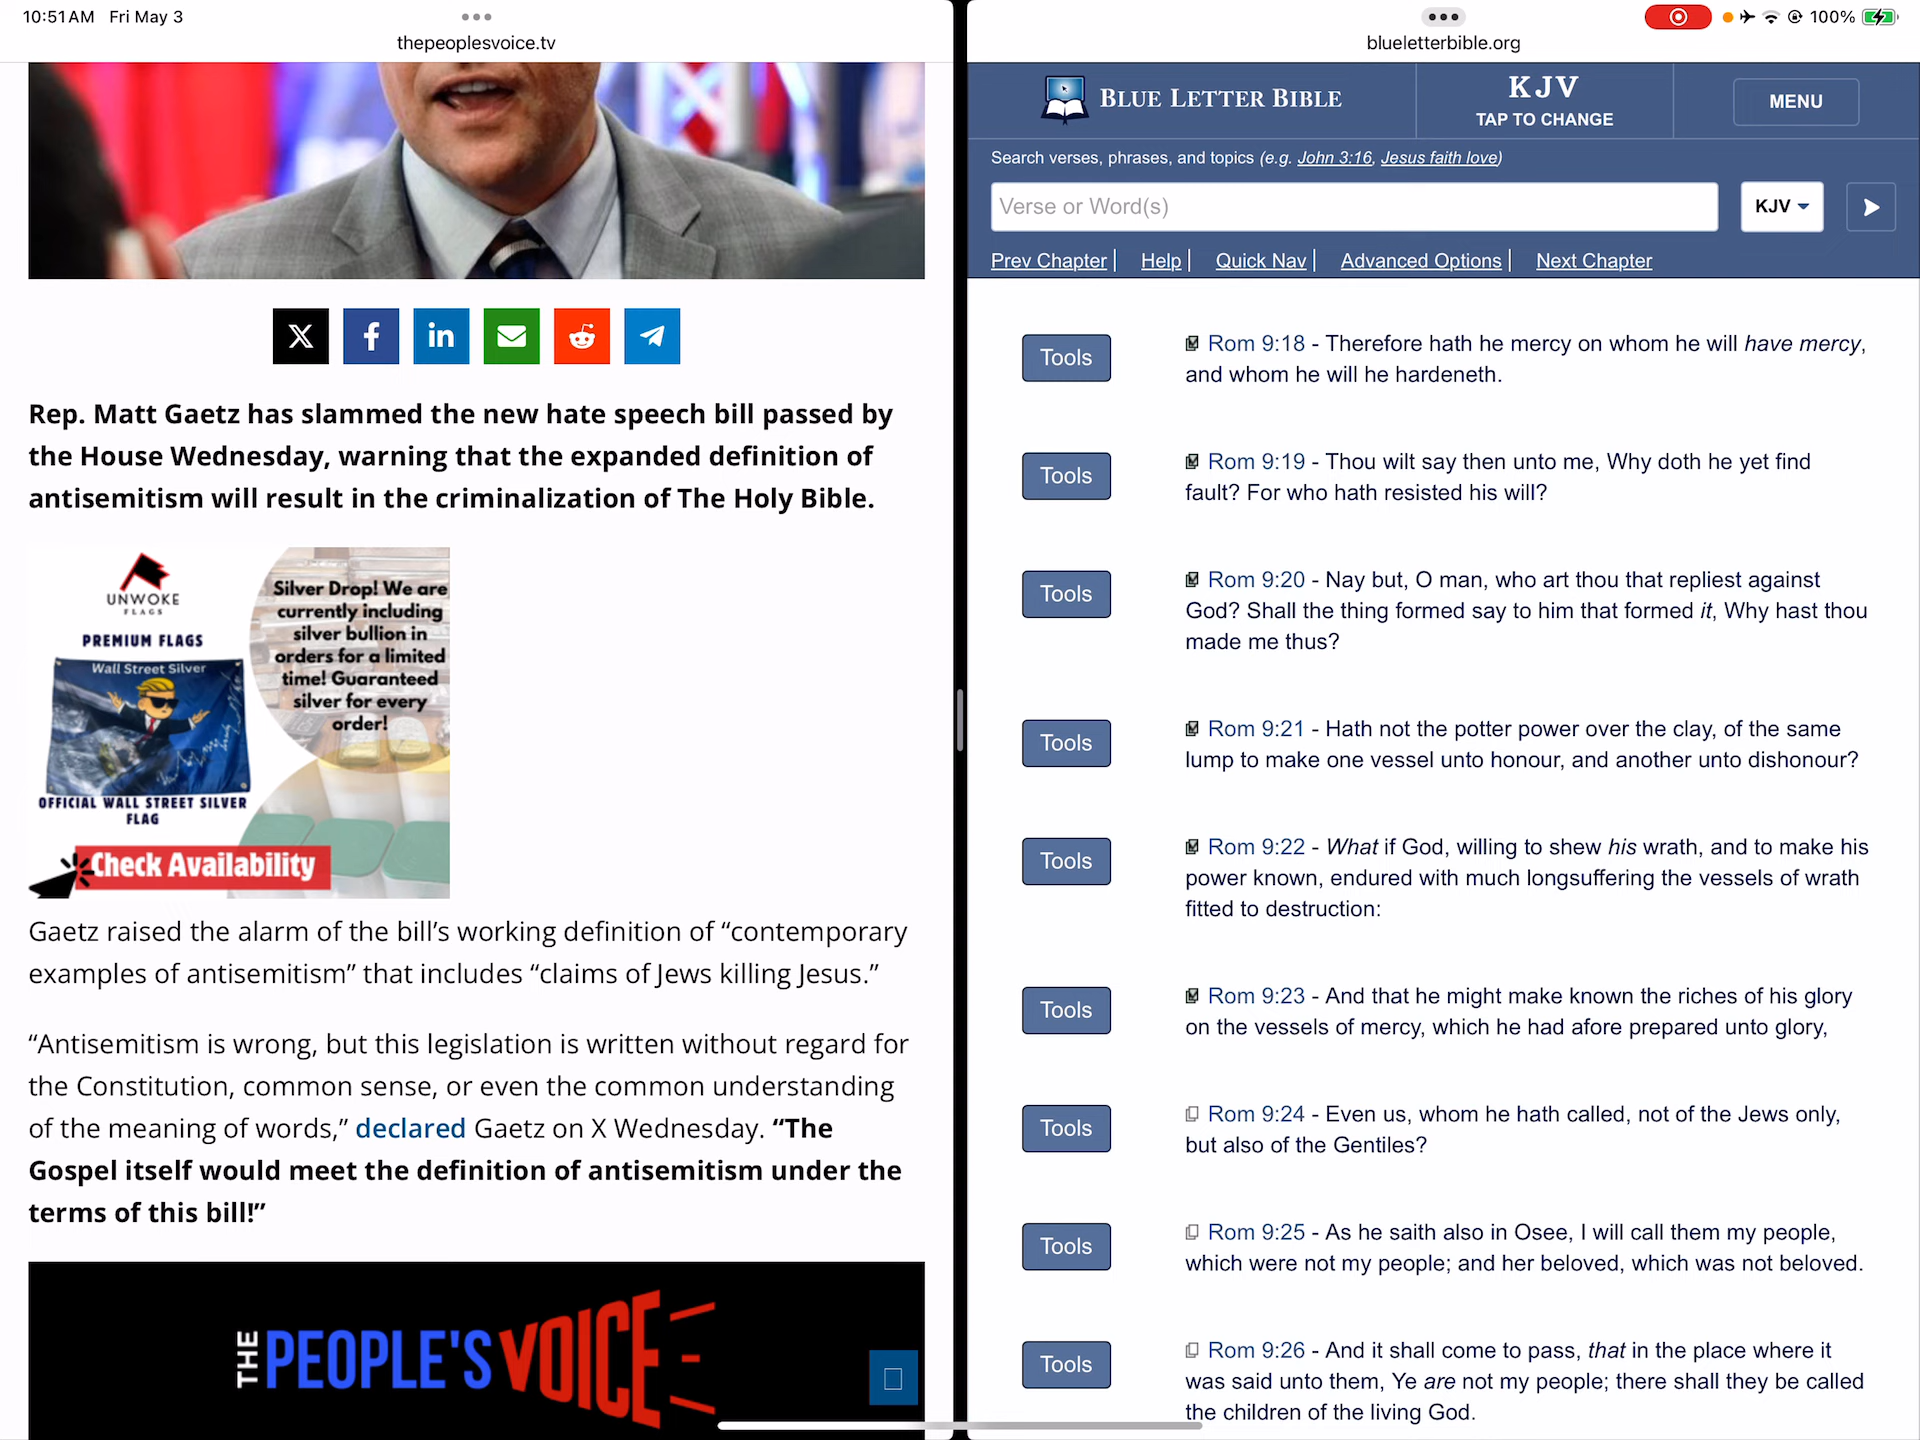 10:51AM Fri May 3
thepeoplesvoice.tv
Rep. Matt Gaetz has slammed the new hate speech bill passed by
the House Wednesday, warning that the expanded definition of
antisemitism will result in the criminalization of The Holy Bible.
UNWOKE
FLAGS
PREMIUM FLAGS
Wall Street Silver
OFFICIAL WALL STREET SILVER
FLAG
Silver Drop! We are
currently including
silver bullion in
orders for a limited
time! Guaranteed
silver for every
order!
Check Availability
Gaetz raised the alarm of the bill’s working definition of “contemporary
examples of antisemitism” that includes “claims of Jews killing Jesus.”
“Antisemitism is wrong, but this legislation is written without regard for
the Constitution, common sense, or even the common understanding
of the meaning of words,” declared Gaetz on X Wednesday. “The
Gospel itself would meet the definition of antisemitism under the
terms of this bill!”
THE PEOPLE'S VOICE
100%
blueletterbible.org
BLUE LETTER BIBLE
KJV
TAP TO CHANGE
MENU
Search verses, phrases, and topics (e.g. John 3:16, Jesus faith love)
Verse or Word(s)
KJV
Prev Chapter | Help | Quick Nav | Advanced Options | Next Chapter
Tools
Rom 9:18 - Therefore hath he mercy on whom he will have mercy,
and whom he will he hardeneth.
Tools
Rom 9:19 - Thou wilt say then unto me, Why doth he yet find
fault? For who hath resisted his will?
Tools
Rom 9:20 - Nay but, O man, who art thou that repliest against
God? Shall the thing formed say to him that formed it, Why hast thou
made me thus?
Tools
Rom 9:21 - Hath not the potter power over the clay, of the same
lump to make one vessel unto honour, and another unto dishonour?
Tools
Rom 9:22 - What if God, willing to shew his wrath, and to make his
power known, endured with much longsuffering the vessels of wrath
fitted to destruction:
Tools
Rom 9:23 - And that he might make known the riches of his glory
on the vessels of mercy, which he had afore prepared unto glory,
Tools
Rom 9:24 - Even us, whom he hath called, not of the Jews only,
but also of the Gentiles?
Tools
Rom 9:25 - As he saith also in Osee, I will call them my people,
which were not my people; and her beloved, which was not beloved.
Tools
Rom 9:26 - And it shall come to pass, that in the place where it
was said unto them, Ye are not my people; there shall they be called
the children of the living God.